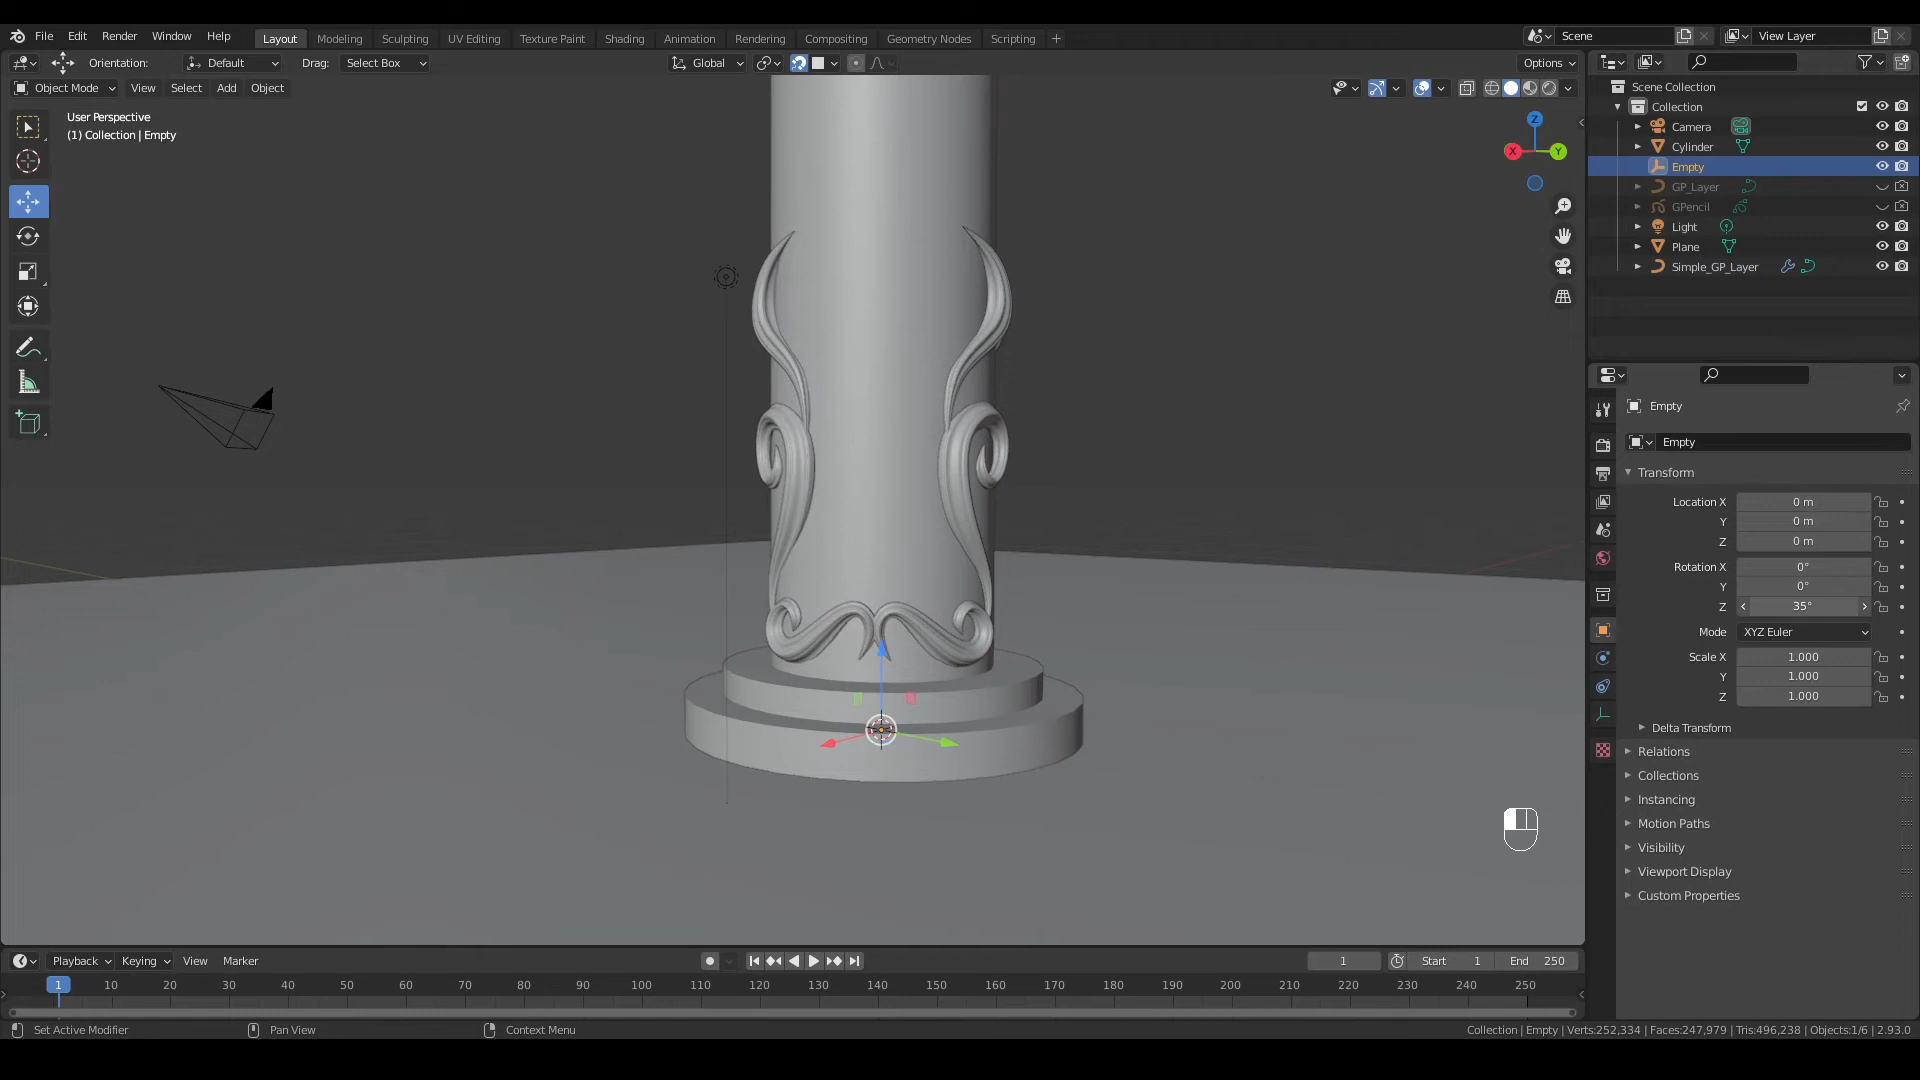 File Edit Render Window Help Layout Modeling Sculpting UV Editing Texture Paint Shading Animation Rendering Compositing Geometry Nodes Scripting + Scene View Layer
Orientation: Default Drag: Select Box Global Options
Object Mode View Select Add Object
User Perspective
(1) Collection | Empty
Z
X
Y
Scene Collection
Collection
Camera
Cylinder
Empty
GP_Layer
GPencil
Light
Plane
Simple_GP_Layer
Empty
Empty
Transform
Location X 0 m
Y 0 m
Z 0 m
Rotation X 0°
Y 0°
Z 35°
Mode XYZ Euler
Scale X 1.000
Y 1.000
Z 1.000
Delta Transform
Relations
Collections
Instancing
Motion Paths
Visibility
Viewport Display
Custom Properties
Playback Keying View Marker 1 Start 1 End 250
1 10 20 30 40 50 60 70 80 90 100 110 120 130 140 150 160 170 180 190 200 210 220 230 240 250
Set Active Modifier Pan View Context Menu Collection | Empty | Verts:252,334 | Faces:247,979 | Tris:496,238 | Objects:1/6 | 2.93.0